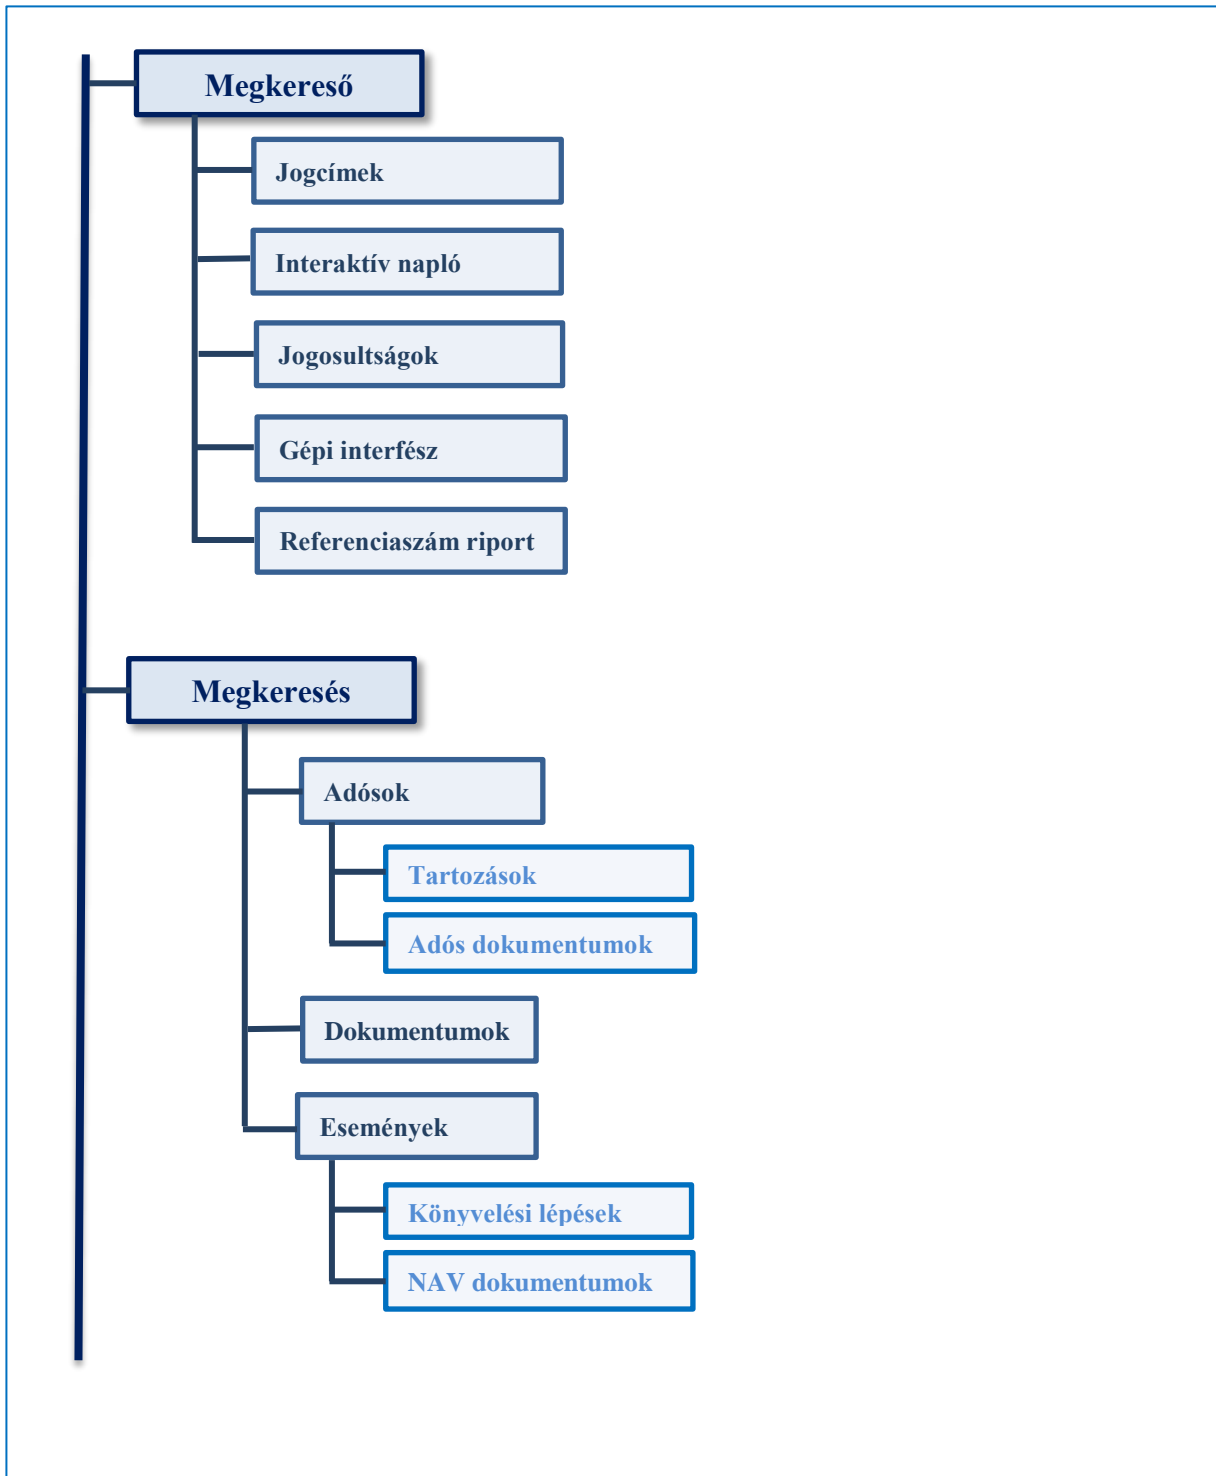 Megkereső
Jogcímek
Interaktív napló
Jogosultságok
Gépi interfész
Referenciaszám riport
Megkeresés
Adósok
Tartozások
Adós dokumentumok
Dokumentumok
Események
Könyvelési lépések
NAV dokumentumok